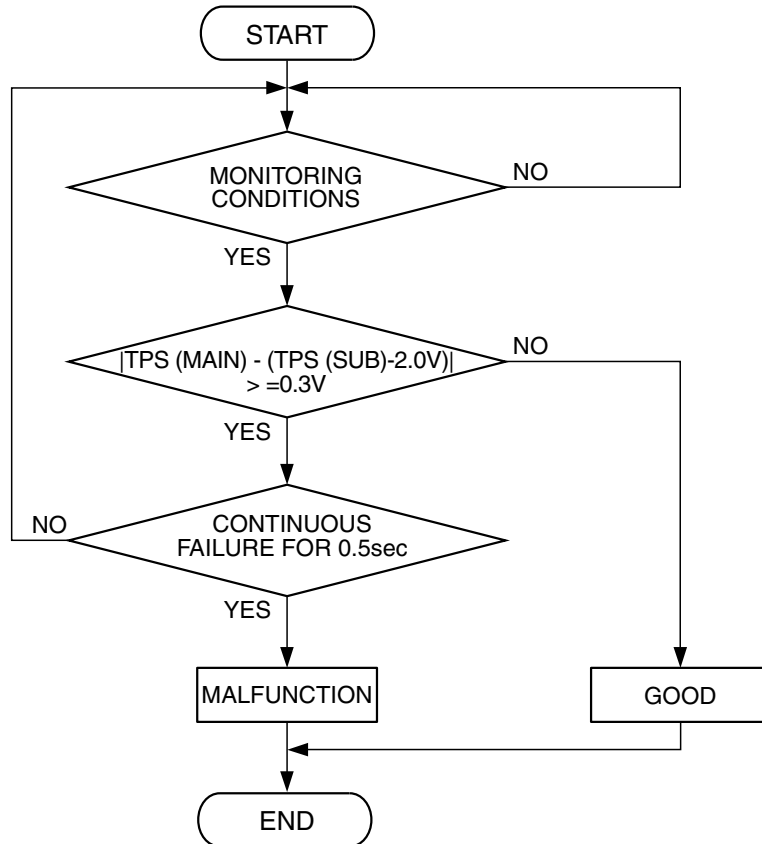 START
MONITORING
CONDITIONS
NO
YES
|TPS (MAIN) - (TPS (SUB)-2.0V)|
> =0.3V
NO
YES
CONTINUOUS
FAILURE FOR 0.5sec
NO
YES
MALFUNCTION
GOOD
END